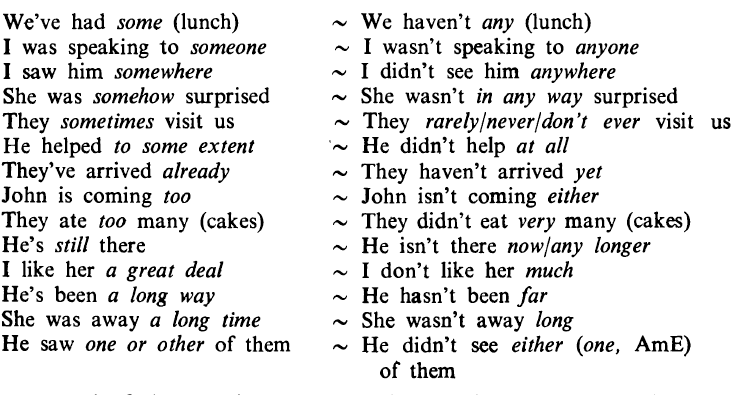 We've had some (lunch) ~ We haven't any (lunch)
I was speaking to someone ~ I wasn't speaking to anyone
I saw him somewhere ~ I didn't see him anywhere
She was somehow surprised ~ She wasn't in any way surprised
They sometimes visit us ~ They rarely/never/don't ever visit us
He helped to some extent ~ He didn't help at all
They've arrived already ~ They haven't arrived yet
John is coming too ~ John isn't coming either
They ate too many (cakes) ~ They didn't eat very many (cakes)
He's still there ~ He isn't there now/any longer
I like her a great deal ~ I don't like her much
He's been a long way ~ He hasn't been far
She was away a long time ~ She wasn't away long
He saw one or other of them ~ He didn't see either (one, AmE)
of them